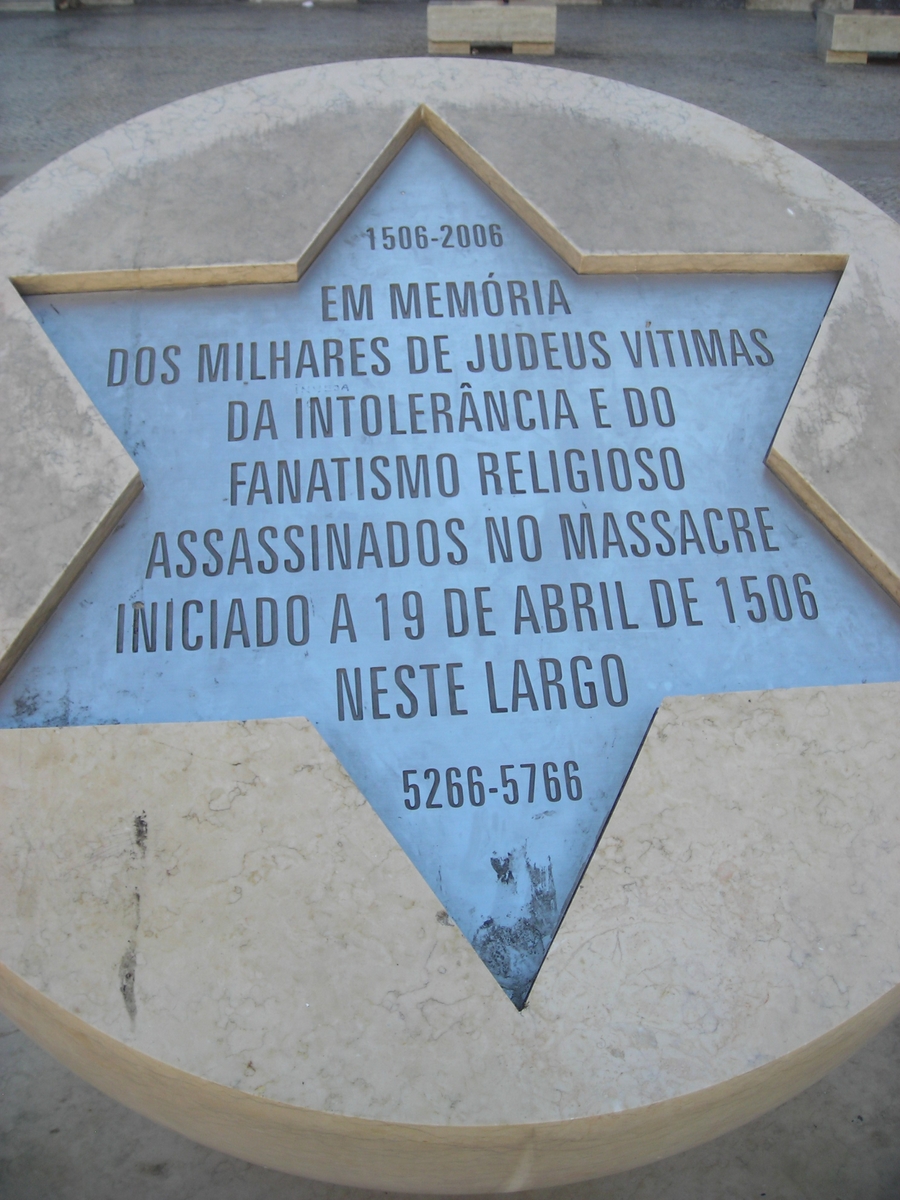 1506-2006
EM MEMÓRIA
DOS MILHARES DE JUDEUS VÍTIMAS
DA INTOLERÂNCIA E DO
FANATISMO RELIGIOSO
ASSASSINADOS NO MASSACRE
INICIADO A 19 DE ABRIL DE 1506
NESTE LARGO
5266-5766